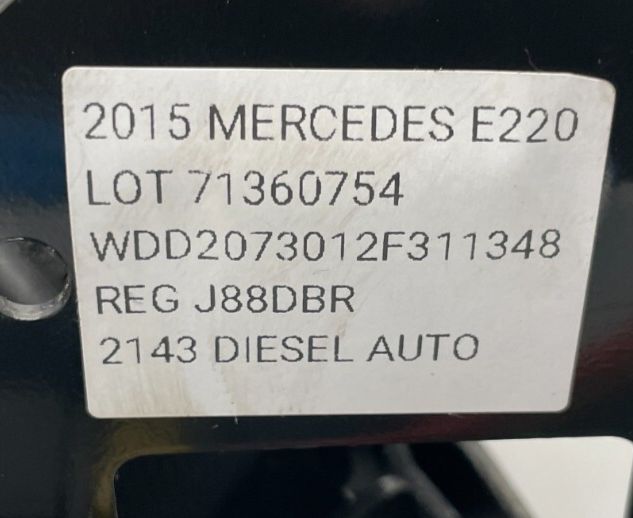 2015 MERCEDES E220
LOT 71360754
WDD2073012F311348
REG J88DBR
2143 DIESEL AUTO